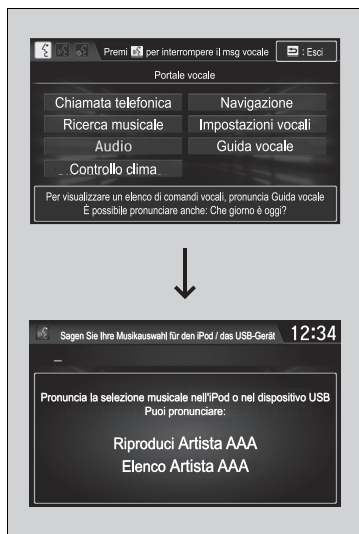 Premi per interrompere il msg vocale
: Esci
Portale
vocale
Chiamata telefonica
Navigazione
Ricerca musicale
Impostazioni vocali
Audio
Guida vocale
Controllo clima
Per visualizzare un elenco di comandi vocali, pronuncia Guida vocale
È possibile pronunciare anche: Che giorno è oggi?
Sagen Sie Ihre Musikauswahl für den iPod / das USB-Gerät
12:34
Pronuncia la selezione musicale nell'iPod o nel dispositivo USB
Puoi pronunciare:
Riproduci Artista AAA
Elenco Artista AAA